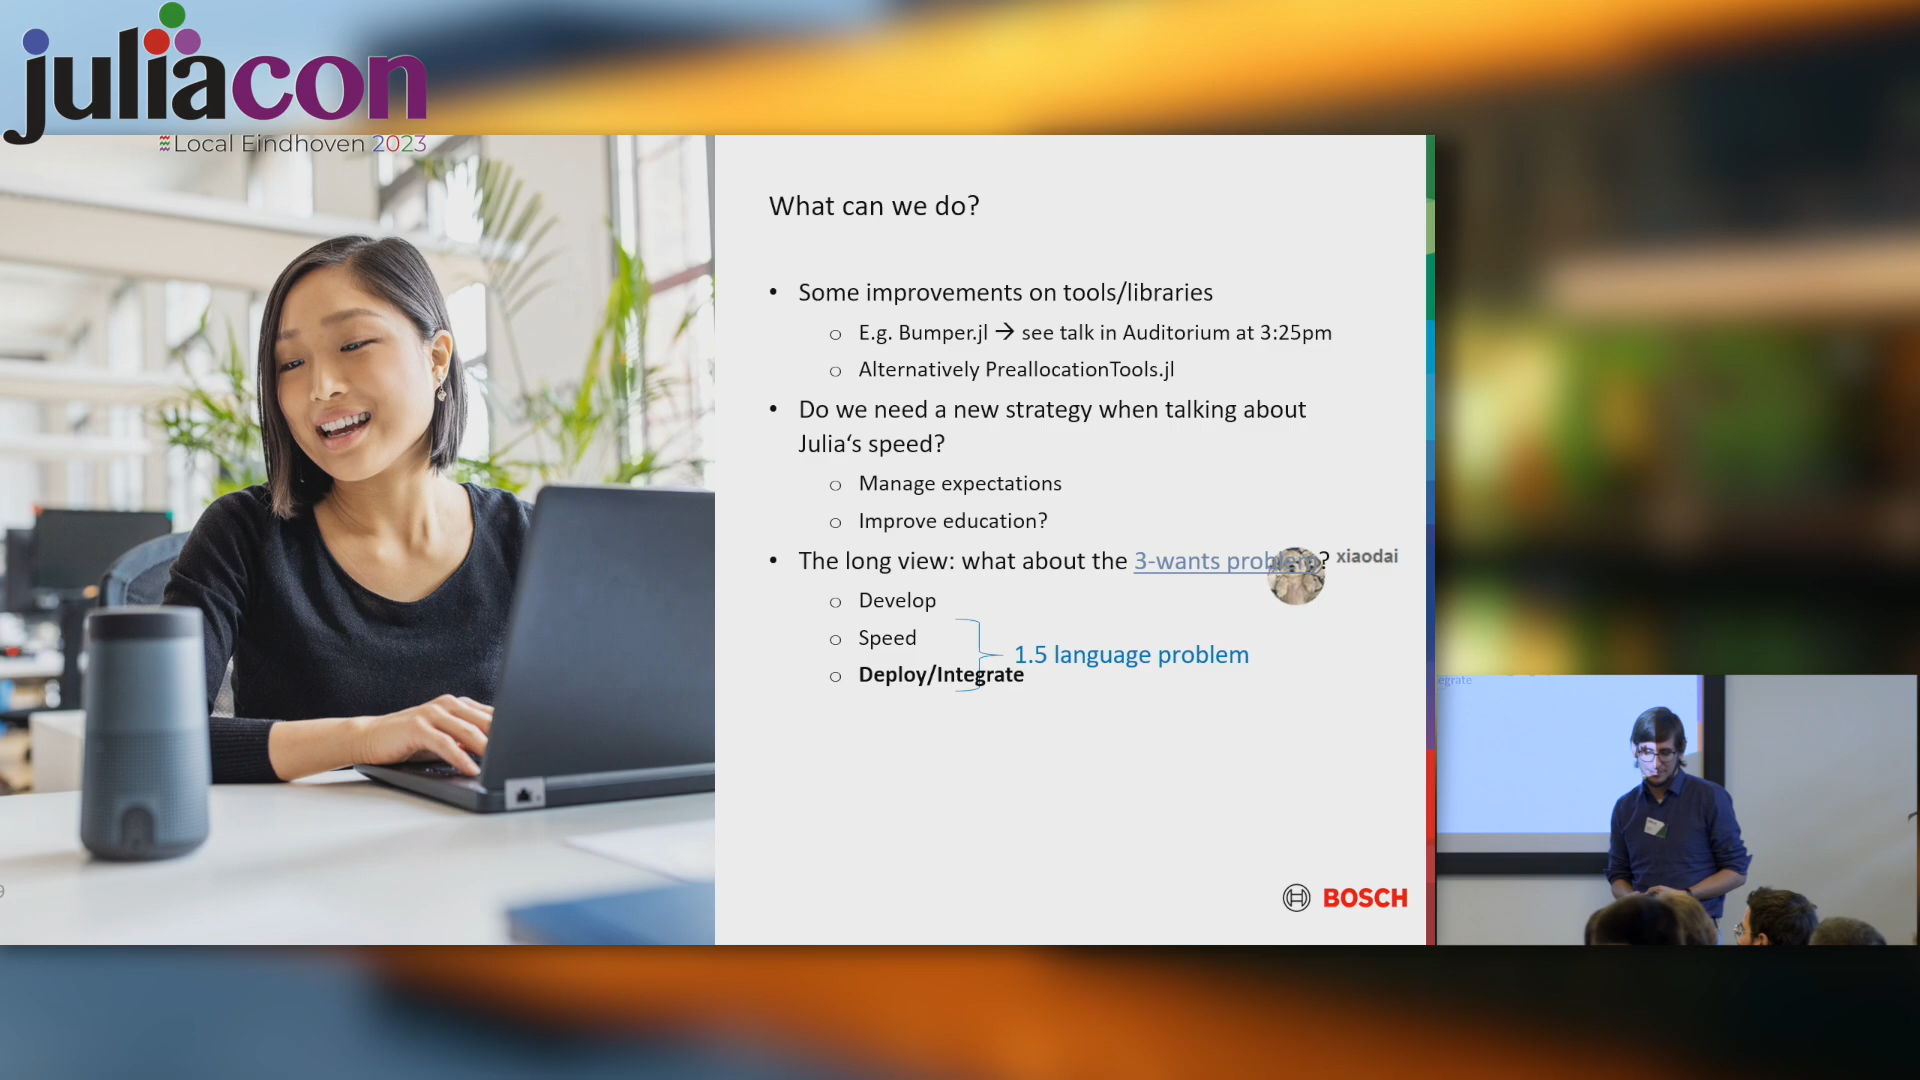 juliacon
Local Eindhoven 2023
What can we do?
• Some improvements on tools/libraries
o E.g. Bumper.jl → see talk in Auditorium at 3:25pm
o Alternatively PreallocationTools.jl
• Do we need a new strategy when talking about
Julia‘s speed?
o Manage expectations
o Improve education?
• The long view: what about the 3-wants problem?
xiaodai
o Develop
o Speed
o Deploy/Integrate
1.5 language problem
egrate
9
BOSCH